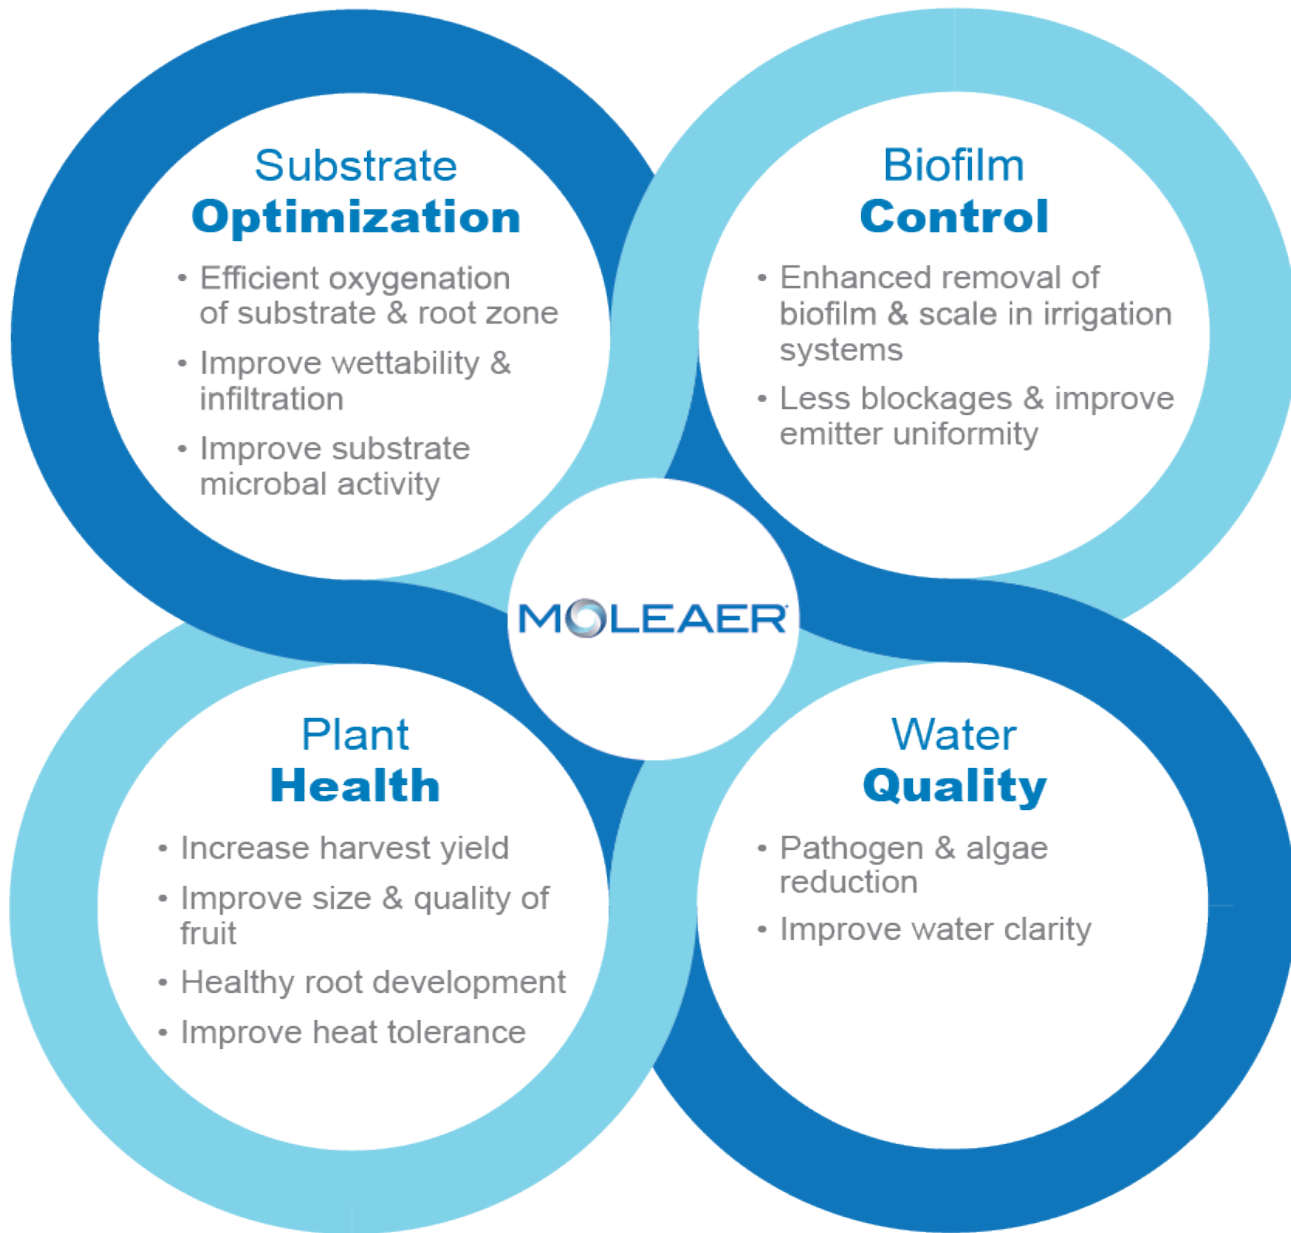 Substrate
Optimization
• Efficient oxygenation
of substrate & root zone
• Improve wettability &
infiltration
• Improve substrate
microbal activity
Biofilm
Control
• Enhanced removal of
biofilm & scale in irrigation
systems
• Less blockages & improve
emitter uniformity
MOLEAER
Plant
Health
• Increase harvest yield
• Improve size & quality of
fruit
• Healthy root development
• Improve heat tolerance
Water
Quality
• Pathogen & algae
reduction
• Improve water clarity